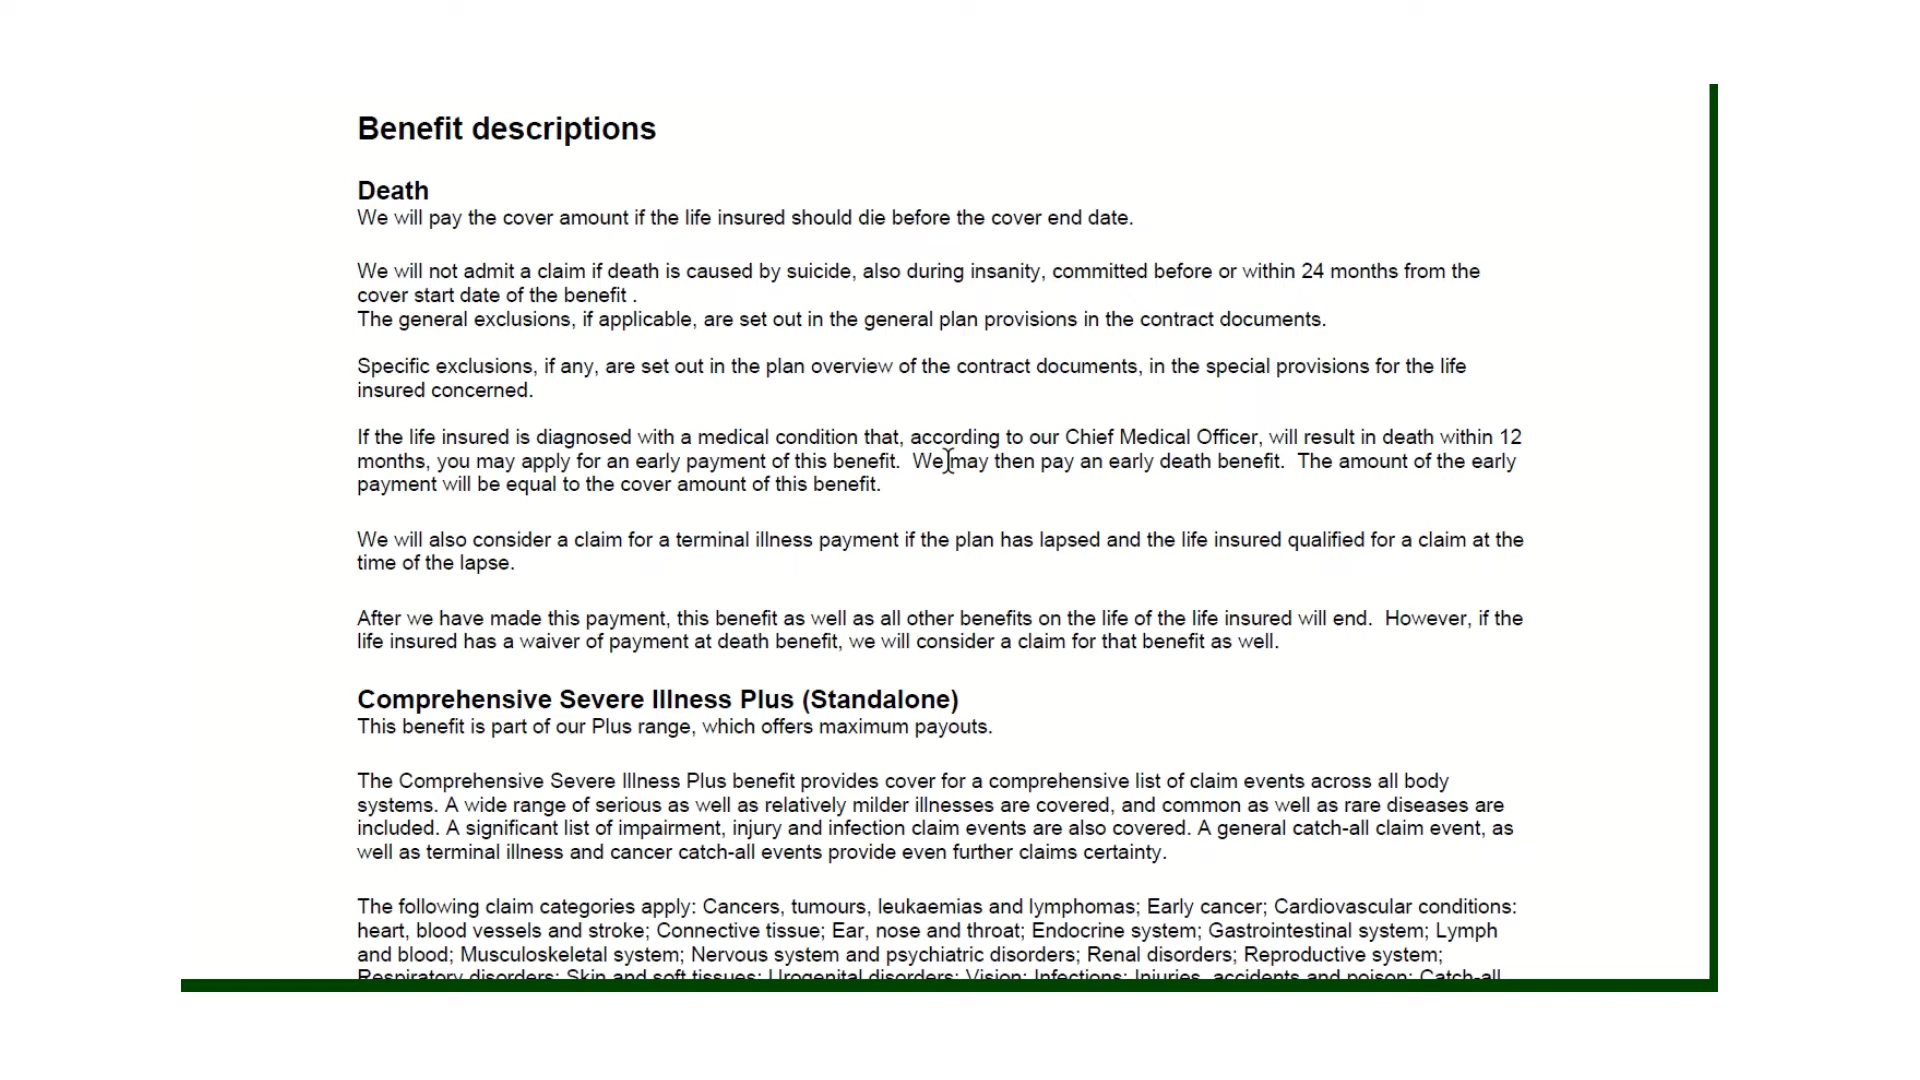 Benefit descriptions
Death
We will pay the cover amount if the life insured should die before the cover end date.
We will not admit a claim if death is caused by suicide, also during insanity, committed before or within 24 months from the
cover start date of the benefit .
The general exclusions, if applicable, are set out in the general plan provisions in the contract documents.
Specific exclusions, if any, are set out in the plan overview of the contract documents, in the special provisions for the life
insured concerned.
If the life insured is diagnosed with a medical condition that, according to our Chief Medical Officer, will result in death within 12
months, you may apply for an early payment of this benefit.  We may then pay an early death benefit.  The amount of the early
payment will be equal to the cover amount of this benefit.
We will also consider a claim for a terminal illness payment if the plan has lapsed and the life insured qualified for a claim at the
time of the lapse.
After we have made this payment, this benefit as well as all other benefits on the life of the life insured will end.  However, if the
life insured has a waiver of payment at death benefit, we will consider a claim for that benefit as well.
Comprehensive Severe Illness Plus (Standalone)
This benefit is part of our Plus range, which offers maximum payouts.
The Comprehensive Severe Illness Plus benefit provides cover for a comprehensive list of claim events across all body
systems. A wide range of serious as well as relatively milder illnesses are covered, and common as well as rare diseases are
included. A significant list of impairment, injury and infection claim events are also covered. A general catch-all claim event, as
well as terminal illness and cancer catch-all events provide even further claims certainty.
The following claim categories apply: Cancers, tumours, leukaemias and lymphomas; Early cancer; Cardiovascular conditions:
heart, blood vessels and stroke; Connective tissue; Ear, nose and throat; Endocrine system; Gastrointestinal system; Lymph
and blood; Musculoskeletal system; Nervous system and psychiatric disorders; Renal disorders; Reproductive system;
Respiratory disorders; Skin and soft tissues; Urogenital disorders; Vision; Infections; Injuries, accidents and poison; Catch-all